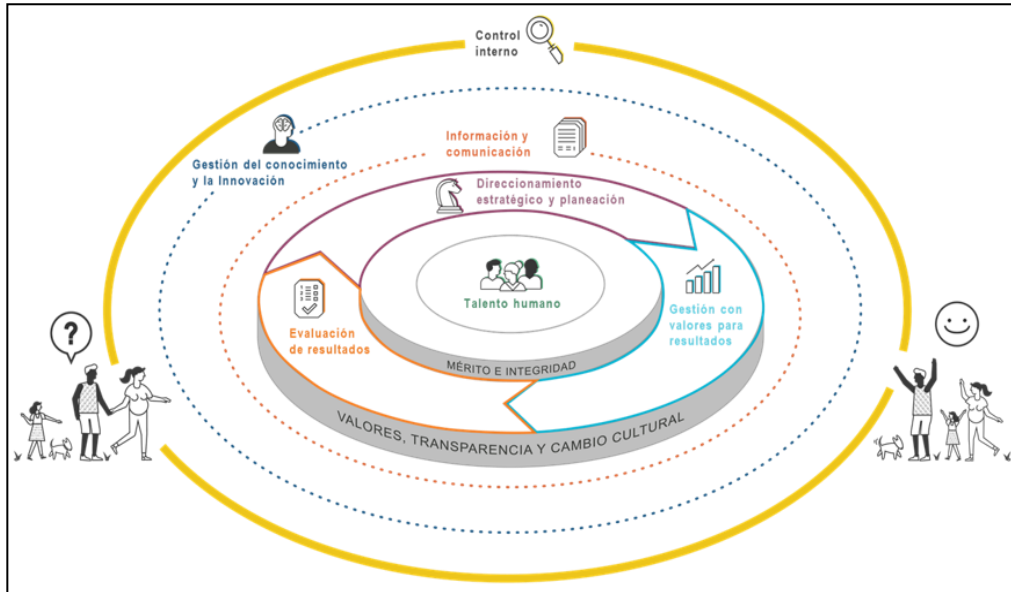 Control
interno
Gestión del conocimiento
y la Innovación
Información y
comunicación
Direccionamiento
estratégico y planeación
Talento humano
Gestión con
valores para
resultados
Evaluación
de resultados
MÉRITO E INTEGRIDAD
VALORES, TRANSPARENCIA Y CAMBIO CULTURAL
?